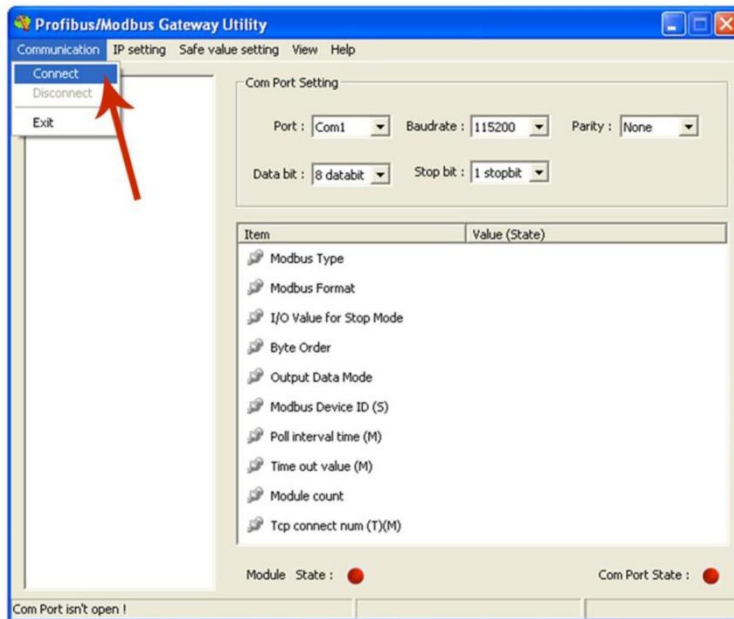 Profibus/Modbus Gateway Utility
Communication IP setting Safe value setting View Help
Connect
Disconnect
Exit
Com Port Setting
Port : Com1 Baudrate : 115200 Parity : None
Data bit : 8 databit Stop bit : 1 stopbit
Item Value (State)
Modbus Type
Modbus Format
I/O Value for Stop Mode
Byte Order
Output Data Mode
Modbus Device ID (S)
Poll interval time (M)
Time out value (M)
Module count
Tcp connect num (T)(M)
Module State : Com Port State :
Com Port isn't open !